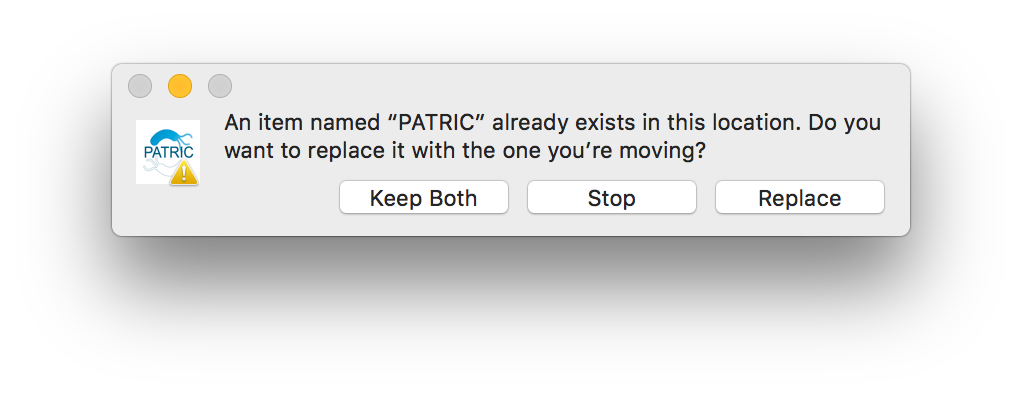 An item named “PATRIC” already exists in this location. Do you
want to replace it with the one you’re moving?
PATRIC
Keep Both
Stop
Replace